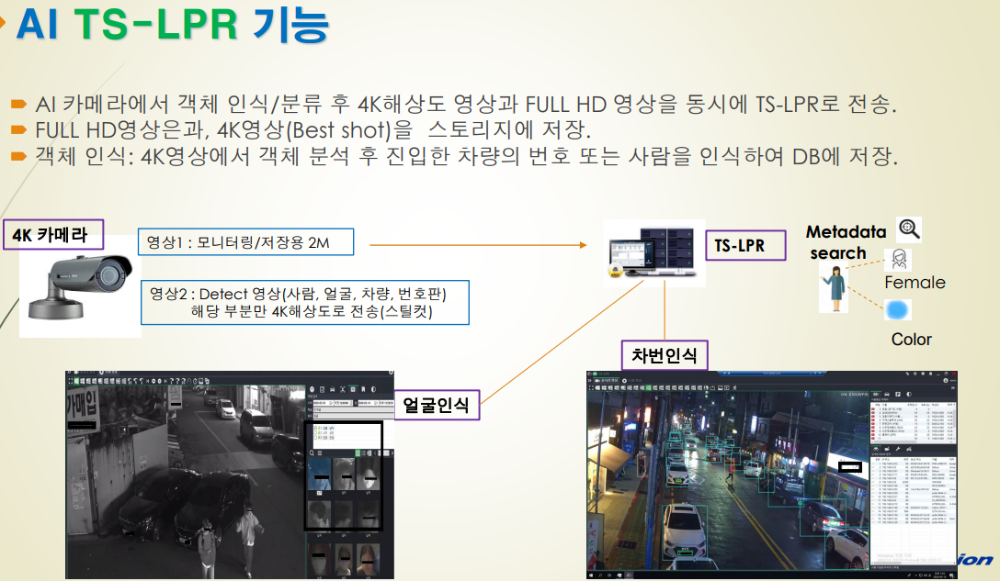 AI TS-LPR 기능
AI 카메라에서 객체 인식/분류 후 4K해상도 영상과 FULL HD 영상을 동시에 TS-LPR로 전송.
FULL HD영상은과, 4K영상(Best shot)을 스토리지에 저장.
객체 인식: 4K영상에서 객체 분석 후 진입한 차량의 번호 또는 사람을 인식하여 DB에 저장.
4K 카메라
영상1 : 모니터링/저장용 2M
영상2 : Detect 영상(사람, 얼굴, 차량, 번호판)
해당 부분만 4K해상도로 전송(스틸컷)
TS-LPR
Metadata
search
Female
Color
차번인식
얼굴인식
가매입
ion